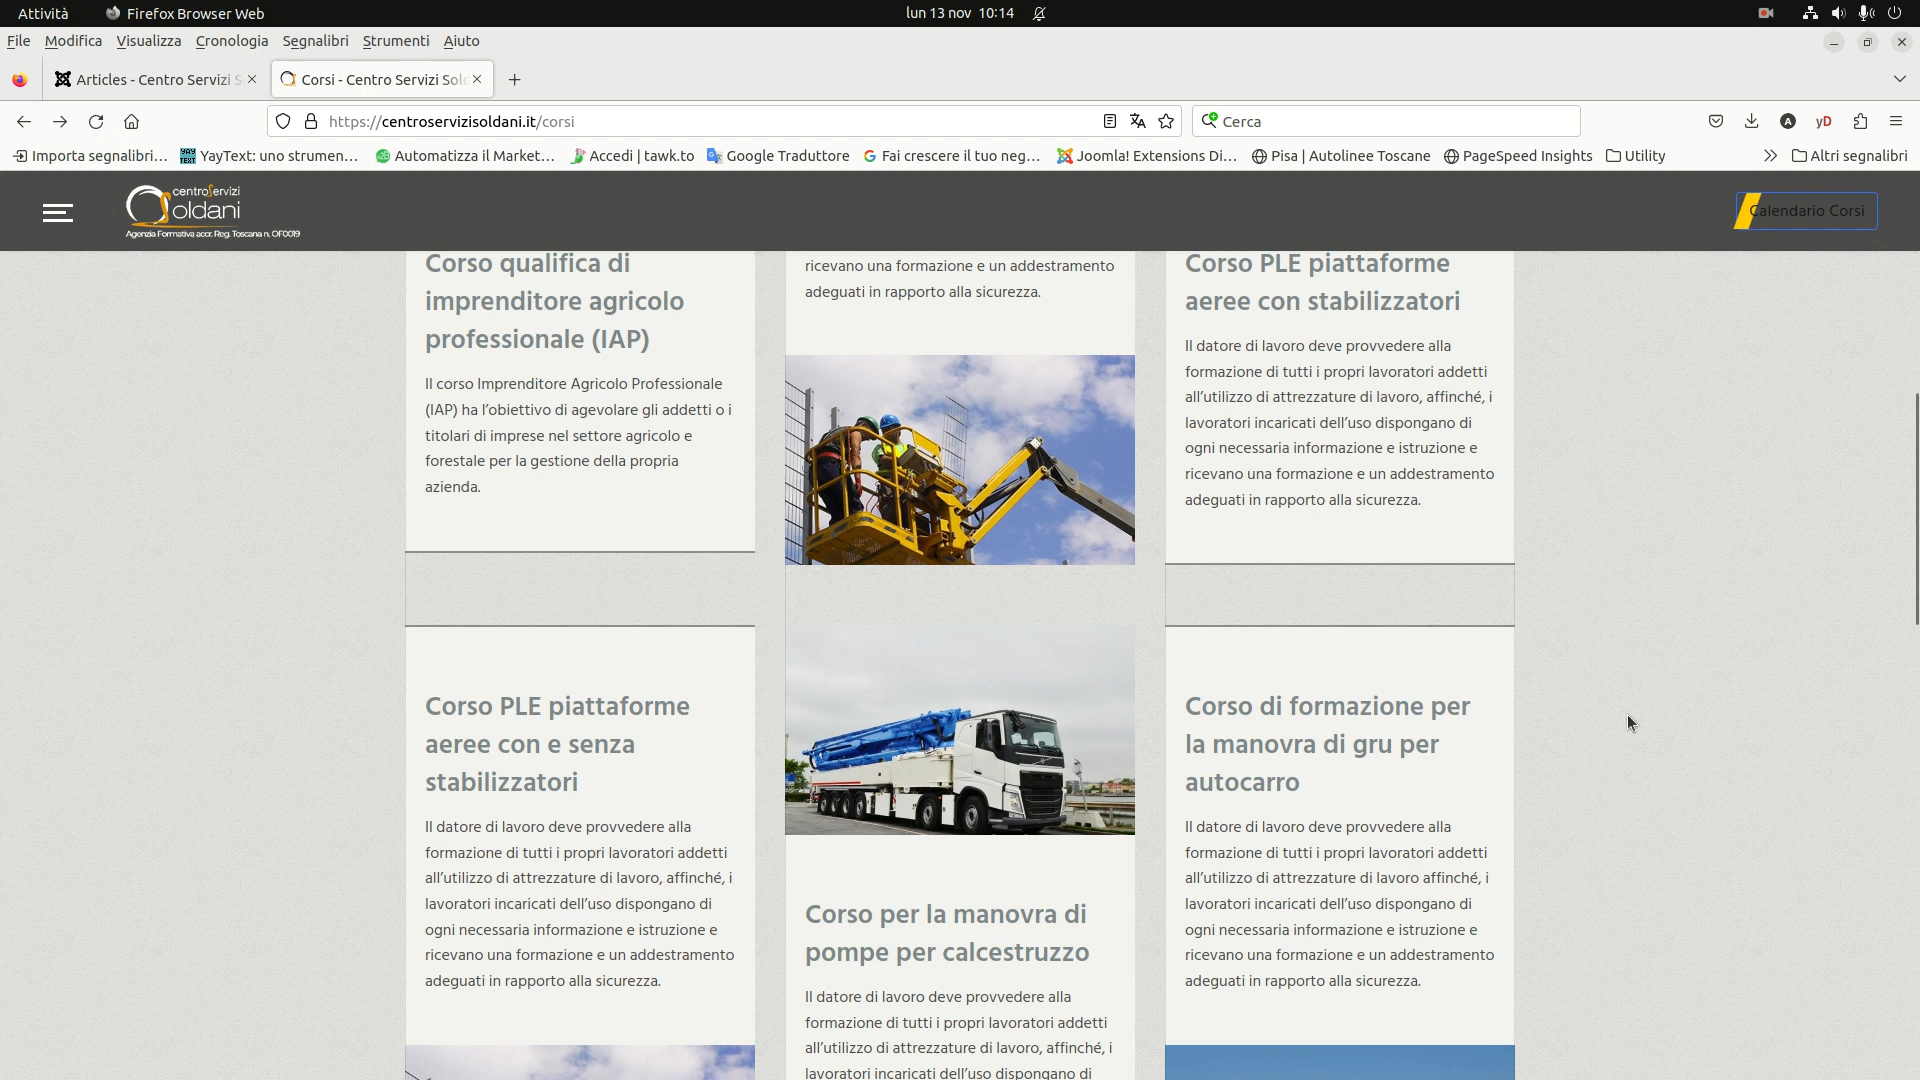 Attività
Firefox Browser Web
lun 13 nov 10:14
File Modifica Visualizza Cronologia Segnalibri Strumenti Aiuto
Articles - Centro Servizi S
Corsi - Centro Servizi Sol
https://centroservizisoldani.it/corsi
Cerca
A
yD
Importa segnalibri…
YAY TEXT
YayText: uno strumen…
Automatizza il Market…
Accedi | tawk.to
Google Traduttore
Fai crescere il tuo neg…
Joomla! Extensions Di…
Pisa | Autolinee Toscane
PageSpeed Insights
Utility
Altri segnalibri
centroServizi
Soldani
Agenzia Formativa accr. Reg. Toscana n. OF0019
Calendario Corsi
Corso qualifica di
imprenditore agricolo
professionale (IAP)
Il corso Imprenditore Agricolo Professionale
(IAP) ha l’obiettivo di agevolare gli addetti o i
titolari di imprese nel settore agricolo e
forestale per la gestione della propria
azienda.
ricevano una formazione e un addestramento
adeguati in rapporto alla sicurezza.
Corso PLE piattaforme
aeree con stabilizzatori
Il datore di lavoro deve provvedere alla
formazione di tutti i propri lavoratori addetti
all’utilizzo di attrezzature di lavoro, affinché, i
lavoratori incaricati dell’uso dispongano di
ogni necessaria informazione e istruzione e
ricevano una formazione e un addestramento
adeguati in rapporto alla sicurezza.
Corso PLE piattaforme
aeree con e senza
stabilizzatori
Il datore di lavoro deve provvedere alla
formazione di tutti i propri lavoratori addetti
all’utilizzo di attrezzature di lavoro, affinché, i
lavoratori incaricati dell’uso dispongano di
ogni necessaria informazione e istruzione e
ricevano una formazione e un addestramento
adeguati in rapporto alla sicurezza.
Corso per la manovra di
pompe per calcestruzzo
Il datore di lavoro deve provvedere alla
formazione di tutti i propri lavoratori addetti
all’utilizzo di attrezzature di lavoro, affinché, i
lavoratori incaricati dell’uso dispongano di
Corso di formazione per
la manovra di gru per
autocarro
Il datore di lavoro deve provvedere alla
formazione di tutti i propri lavoratori addetti
all’utilizzo di attrezzature di lavoro affinché, i
lavoratori incaricati dell’uso dispongano di
ogni necessaria informazione e istruzione e
ricevano una formazione e un addestramento
adeguati in rapporto alla sicurezza.